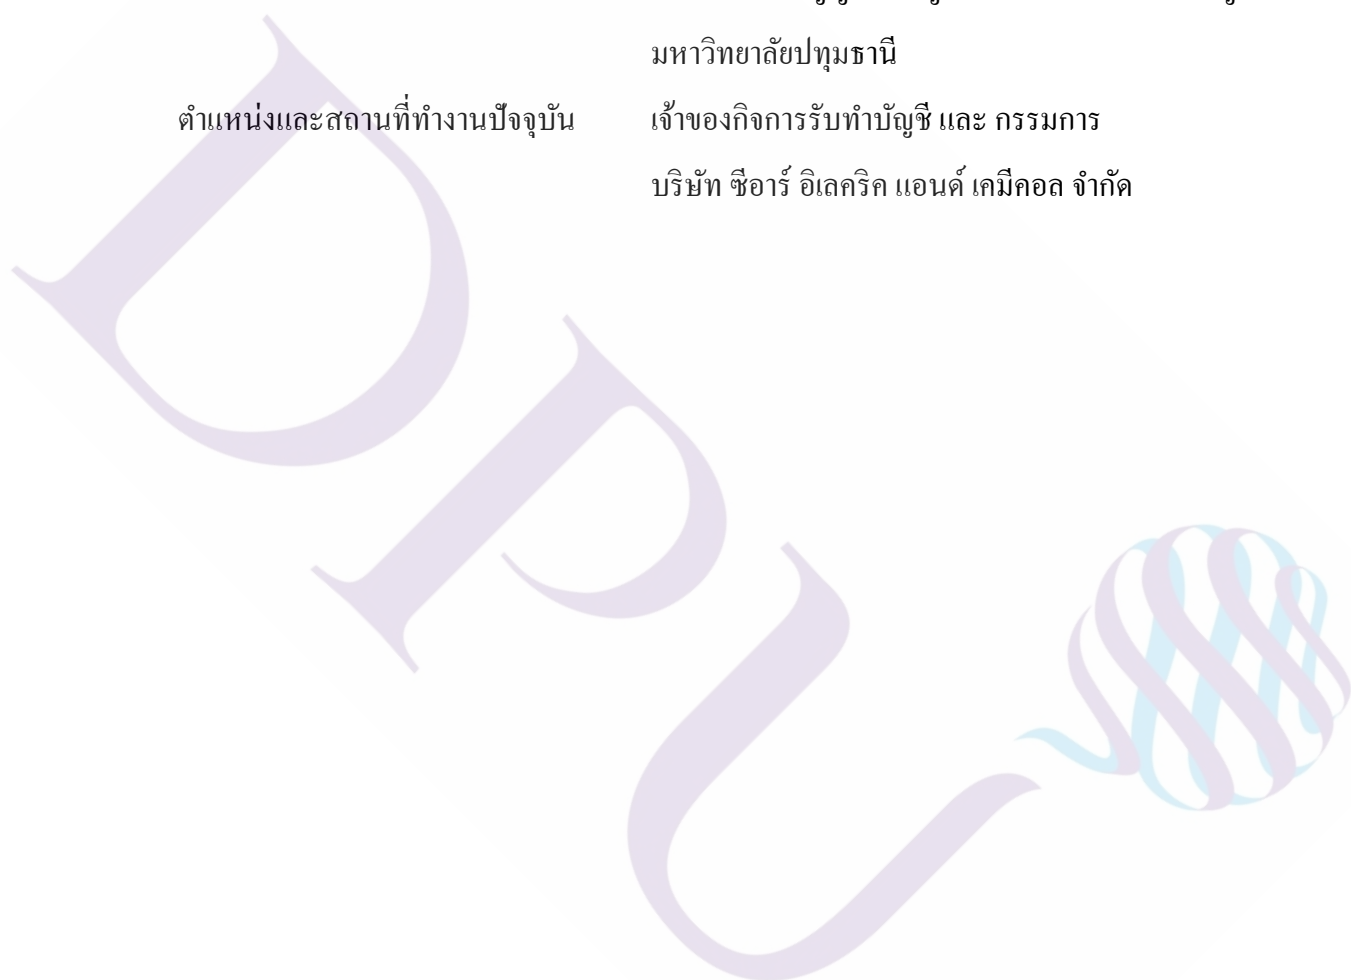 มหาวิทยาลัยปทุมธานี
ตำแหน่งและสถานที่ทำงานปัจจุบัน เจ้าของกิจการรับทำบัญชี และ กรรมการ
บริษัท ซีอาร์ อิเลคริค แอนด์ เคมีคอล จำกัด
DPU